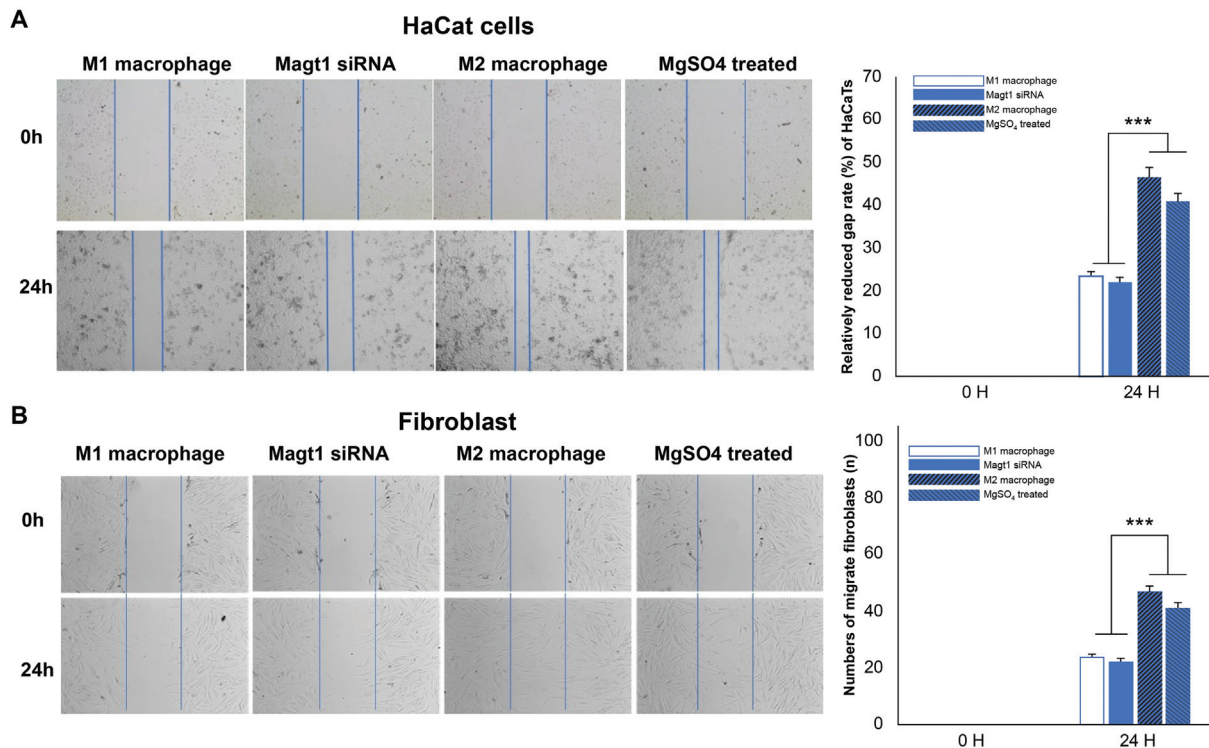 A
HaCat cells
M1 macrophage Magt1 siRNA M2 macrophage MgSO4 treated
0h
24h
Relatively reduced gap rate (%) of HaCaTs
70
60
50
40
30
20
10
0
M1 macrophage
Magt1 siRNA
M2 macrophage
MgSO₄ treated
***
0 H 24 H
B
Fibroblast
M1 macrophage Magt1 siRNA M2 macrophage MgSO4 treated
0h
24h
Numbers of migrate fibroblasts (n)
100
80
60
40
20
0
M1 macrophage
Magt1 siRNA
M2 macrophage
MgSO₄ treated
***
0 H 24 H